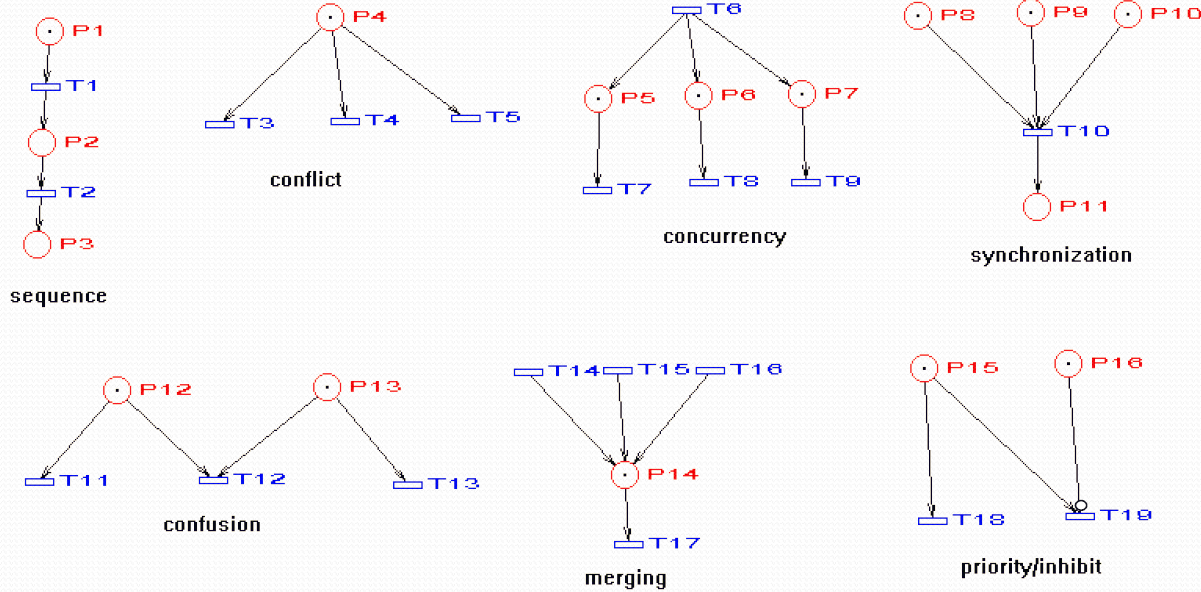 P1
T1
P2
T2
P3
sequence
P4
T3
T4
T5
conflict
T6
P5
P6
P7
T7
T8
T9
concurrency
P8
P9
P10
T10
P11
synchronization
P12
P13
T11
T12
T13
confusion
T14
T15
T16
P14
T17
merging
P15
P16
T18
T19
priority/inhibit